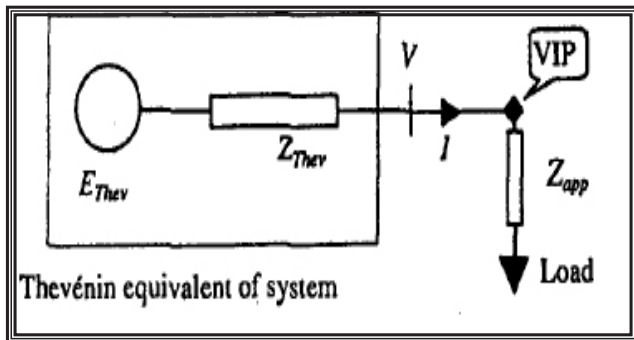 V
VIP
I
Z_Thev
E_Thev
Z_app
Load
Thevénin equivalent of system